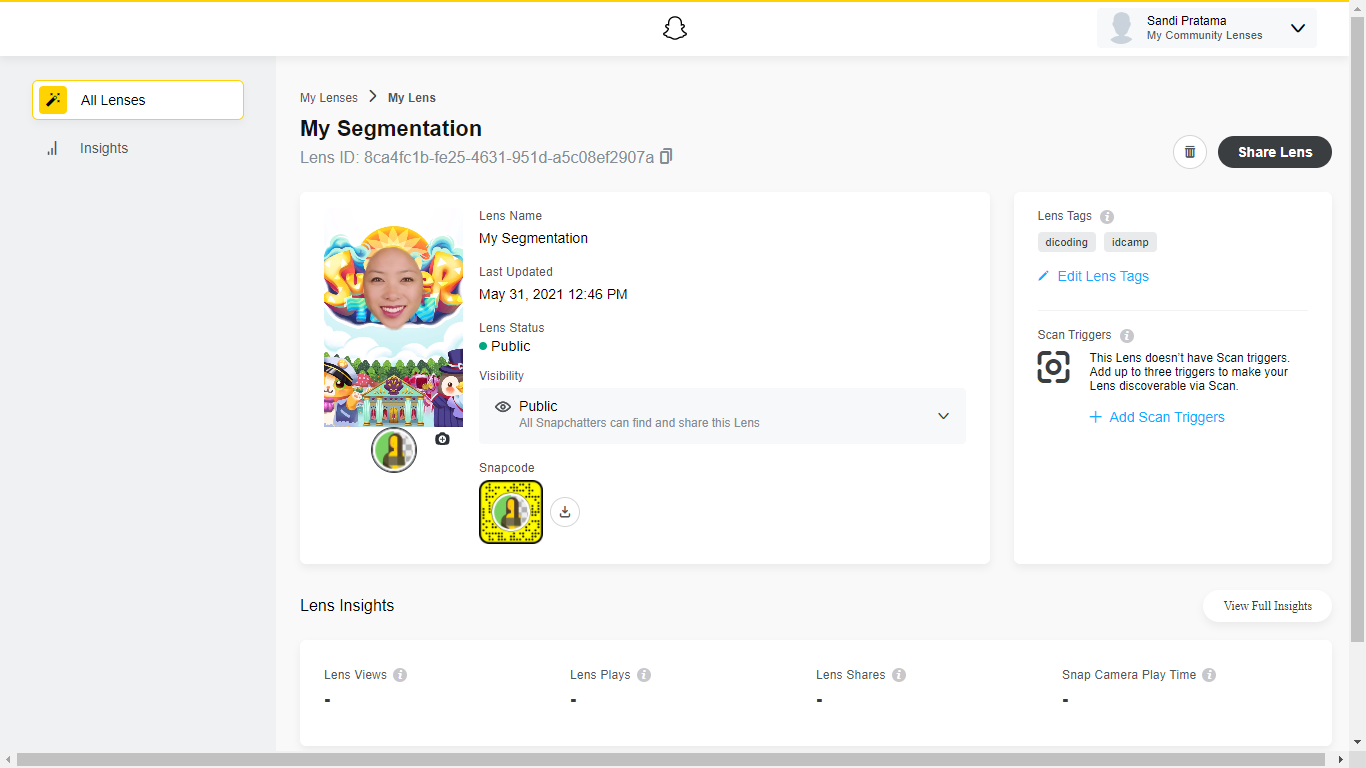 Sandi Pratama
My Community Lenses
All Lenses
Insights
My Lenses
My Lens
My Segmentation
Lens ID: 8ca4fc1b-fe25-4631-951d-a5c08ef2907a
Share Lens
SUPER
Lens Name
My Segmentation
Last Updated
May 31, 2021 12:46 PM
Lens Status
Public
Visibility
Public
All Snapchatters can find and share this Lens
Snapcode
Lens Tags
dicoding idcamp
Edit Lens Tags
Scan Triggers
This Lens doesn't have Scan triggers.
Add up to three triggers to make your
Lens discoverable via Scan.
Add Scan Triggers
Lens Insights
View Full Insights
Lens Views
-
Lens Plays
-
Lens Shares
-
Snap Camera Play Time
-